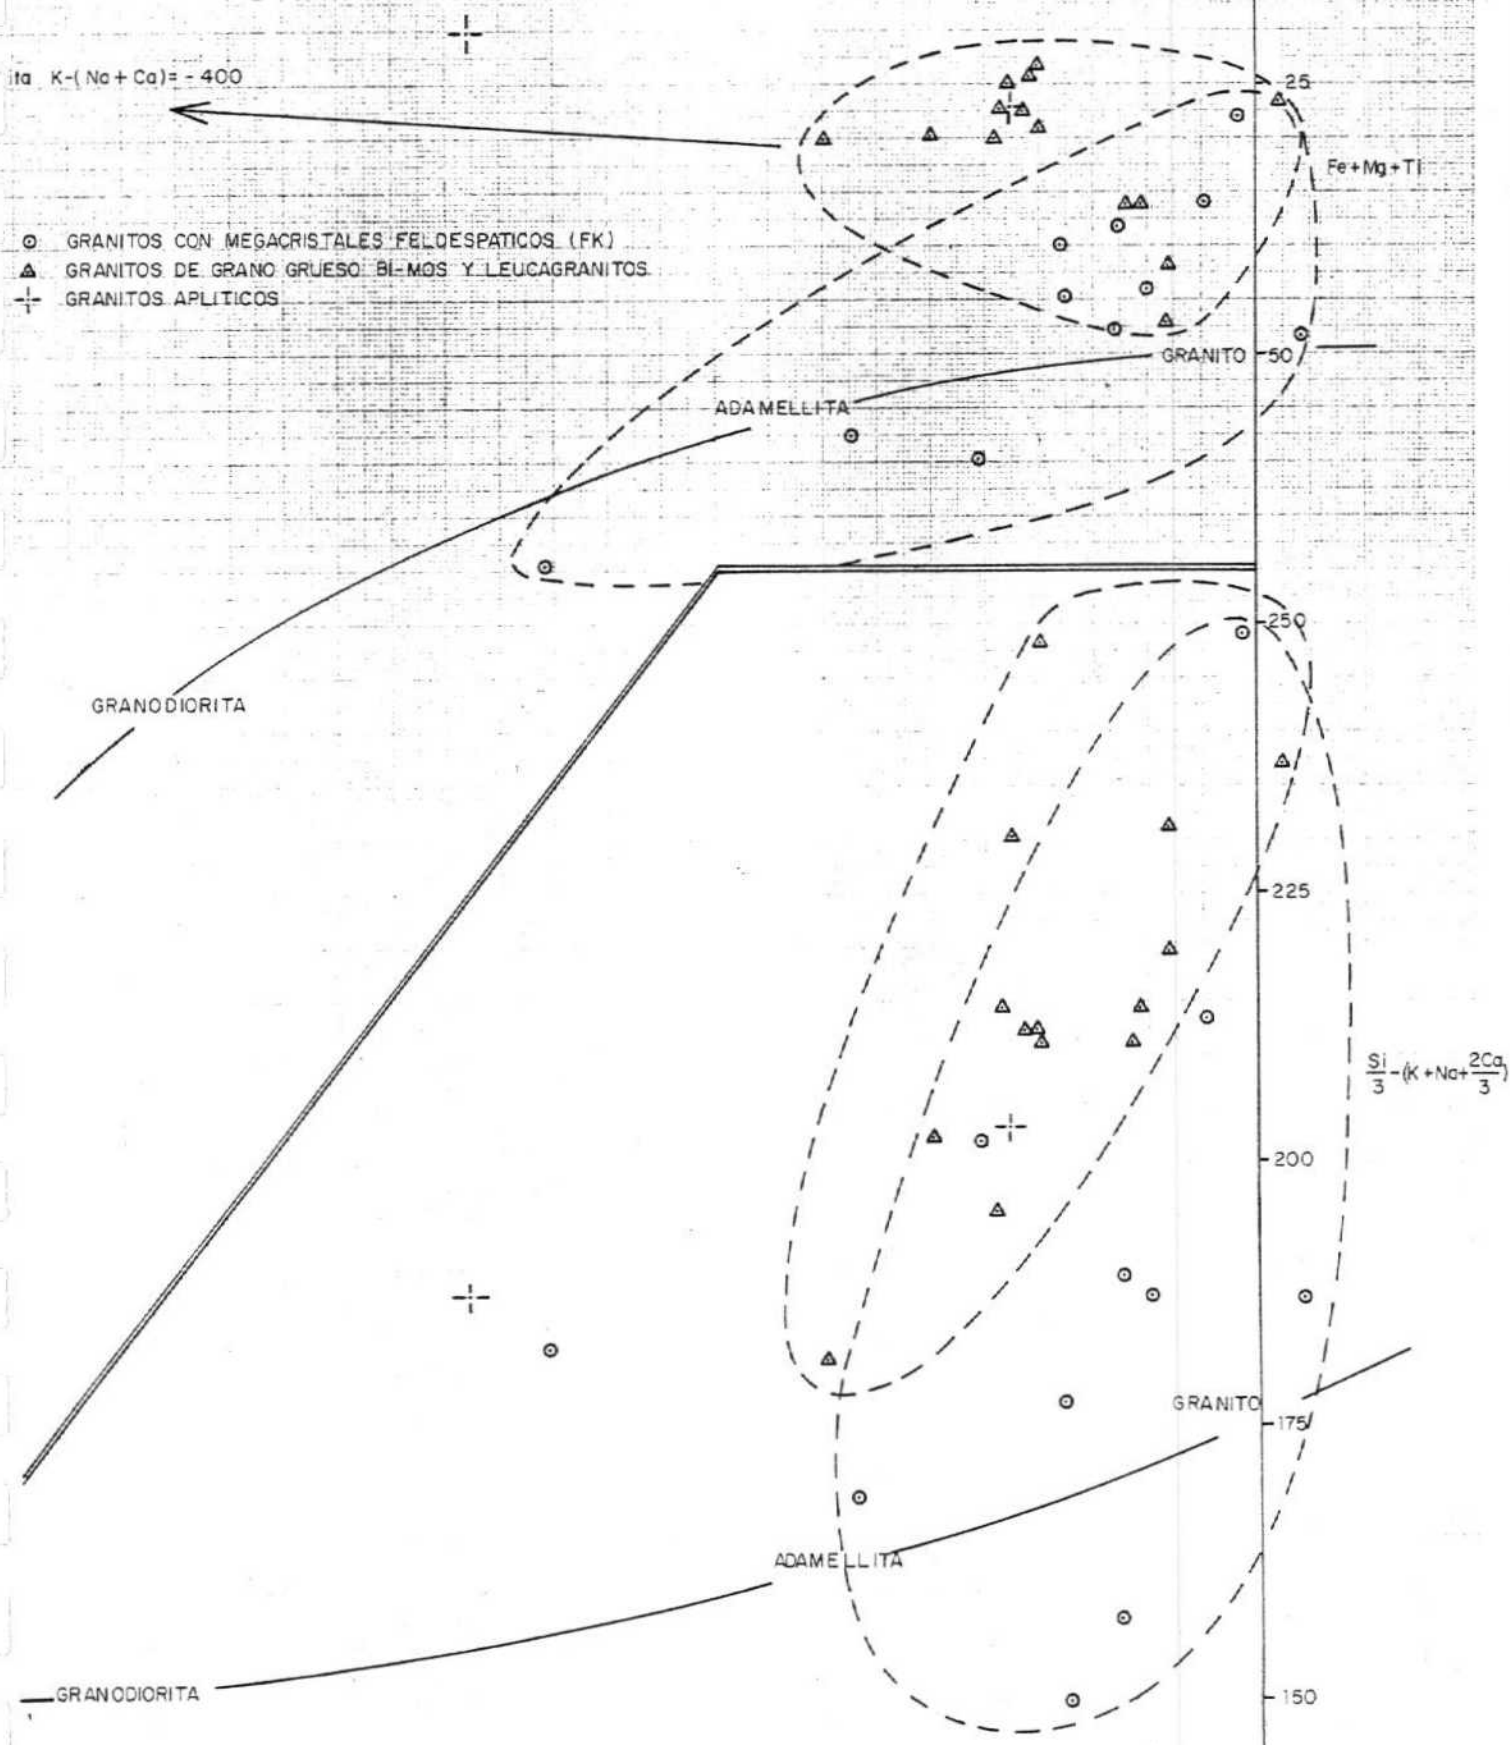 ita K-(Na+Ca)= -400
25
Fe+Mg+Ti
GRANITOS CON MEGACRISTALES FELDESPATICOS (FK)
GRANITOS DE GRANO GRUESO BI-MOS Y LEUCAGRANITOS
GRANITOS APLITICOS
GRANITO 50
ADAMELLITA
250
GRANODIORITA
225
Si/3-(K+Na+2Ca/3)
200
GRANITO
175
ADAMELLITA
GRANODIORITA
150